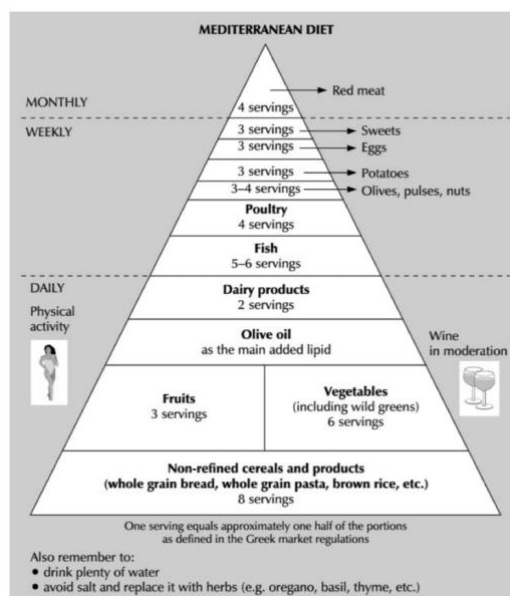 MEDITERRANEAN DIET
Red meat
MONTHLY
4 servings
WEEKLY
3 servings
Sweets
3 servings
Eggs
3 servings
Potatoes
3–4 servings
Olives, pulses, nuts
Poultry
4 servings
Fish
5–6 servings
DAILY
Dairy products
2 servings
Physical
activity
Olive oil
as the main added lipid
Wine
in moderation
Fruits
3 servings
Vegetables
(including wild greens)
6 servings
Non-refined cereals and products
(whole grain bread, whole grain pasta, brown rice, etc.)
8 servings
One serving equals approximately one half of the portions
as defined in the Greek market regulations
Also remember to:
• drink plenty of water
• avoid salt and replace it with herbs (e.g. oregano, basil, thyme, etc.)